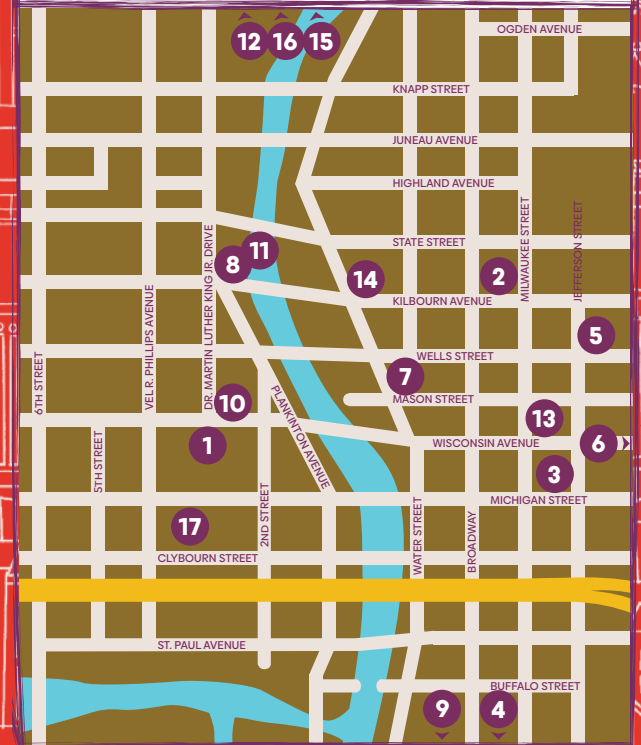 12 16 15
OGDEN AVENUE
KNAPP STREET
JUNEAU AVENUE
HIGHLAND AVENUE
MILWAUKEE STREET
JEFFERSON STREET
DR. MARTIN LUTHER KING JR. DRIVE
STATE STREET
11
8
14
2
KILBOURN AVENUE
VEL R. PHILLIPS AVENUE
5
6TH STREET
WELLS STREET
7
PLANKINTON AVENUE
10
MASON STREET
13
1
WISCONSIN AVENUE
6
5TH STREET
3
2ND STREET
MICHIGAN STREET
WATER STREET
BROADWAY
17
CLYBOURN STREET
ST. PAUL AVENUE
BUFFALO STREET
9
4